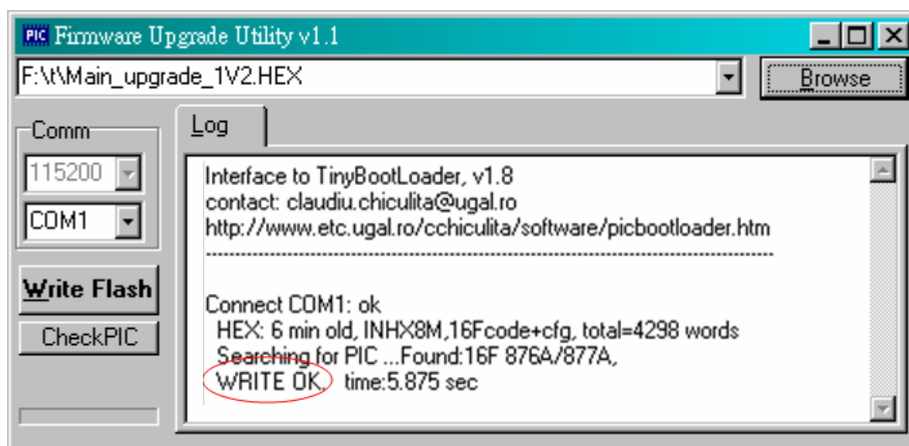 PIC Firmware Upgrade Utility v1.1
F:\t\Main_upgrade_1V2.HEX
Browse
Comm
115200
COM1
Write Flash
CheckPIC
Log
Interface to TinyBootLoader, v1.8
contact: claudiu.chiculita@ugal.ro
http://www.etc.ugal.ro/cchiculita/software/picbootloader.htm
Connect COM1: ok
HEX: 6 min old, INHX8M,16Fcode+cfg, total=4298 words
Searching for PIC ...Found:16F 876A/877A,
WRITE OK, time:5.875 sec